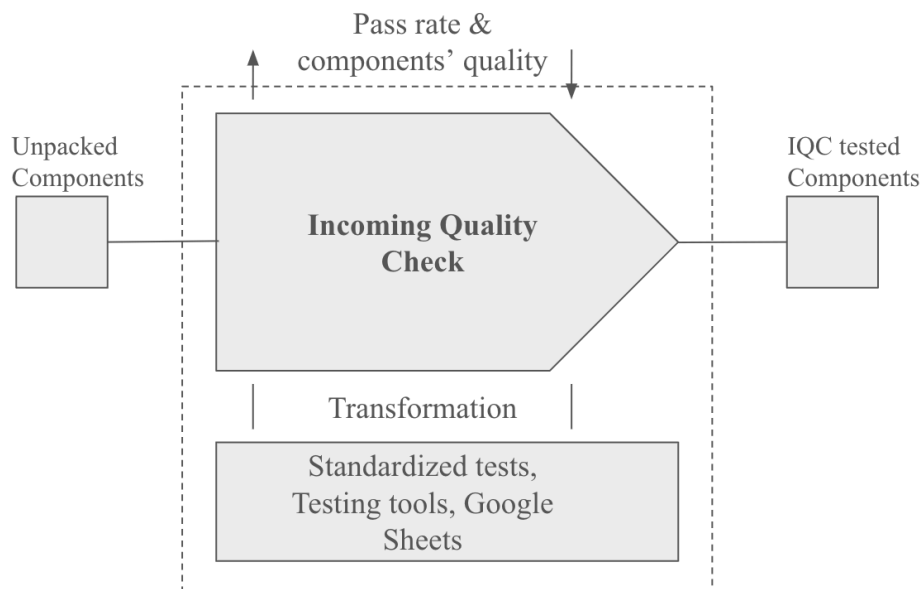 Pass rate &
components’ quality
Unpacked
Components
IQC tested
Components
Incoming Quality
Check
Transformation
Standardized tests,
Testing tools, Google
Sheets